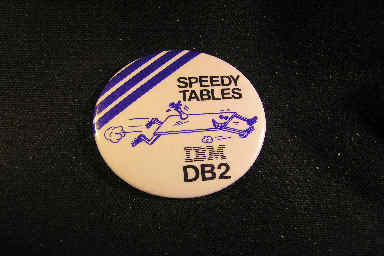 SPEEDY
TABLES
IBM
DB2